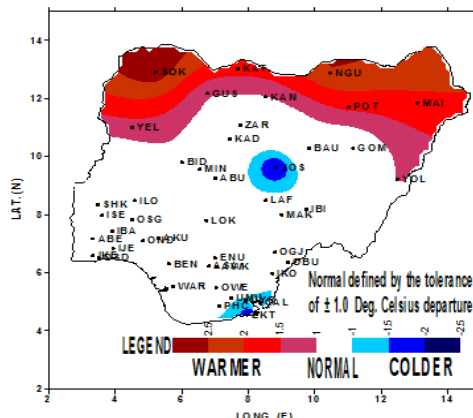 14
12
10
8
6
4
2
LAT.(N)
SOK
KAT
NGU
GUS
KAN
POT
MAI
YEL
ZAR
KAD
BAU
GOM
BID
MIN
JOS
ABU
YOL
SHK
ILO
LAF
ISE
OSG
LOK
MAK
IBI
IBA
ABE
IJE
OND
AKU
BEN
ENU
OGJ
OBU
IKO
WAR
OWE
PHC
CAL
EKT
Normal defined by the tolerance
of ± 1.0 Deg. Celsius departure
LEGEND
2.5
2
1.5
1
-1
-1.5
-2
-2.5
WARMER
NORMAL
COLDER
2
4
6
8
10
12
14
LONG. (E)